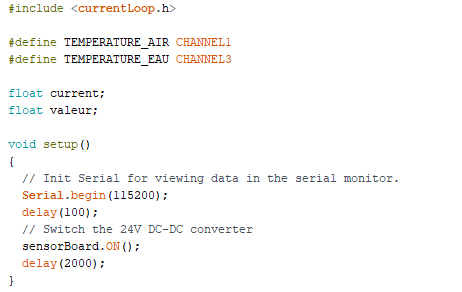 #include <currentLoop.h>

#define TEMPERATURE_AIR CHANNEL1
#define TEMPERATURE_EAU CHANNEL3

float current;
float valeur;

void setup()
{
  // Init Serial for viewing data in the serial monitor.
  Serial.begin(115200);
  delay(100);
  // Switch the 24V DC-DC converter
  sensorBoard.ON();
  delay(2000);
}